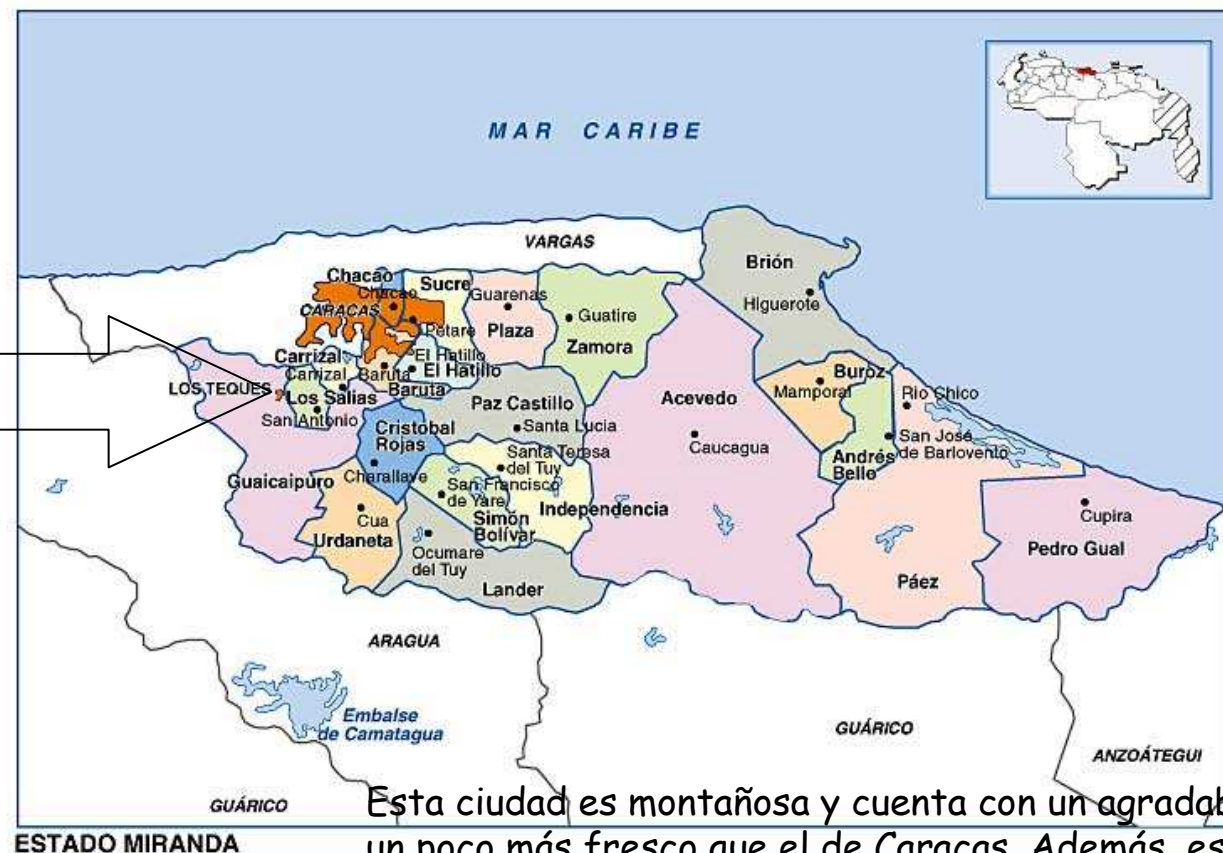 MAR CARIBE
VARGAS
Brión
Higuerote
Chacao
Chacao
Sucre
Guarenas
Guatire
CARACAS
Petare
Plaza
Zamora
Carrizal
El Hatillo
Carrizal
Baruta
El Hatillo
Buroz
LOS TEQUES
Los Salias
Baruta
Paz Castillo
Acevedo
Mamporal
Rio Chico
San Antonio
Cristóbal
Rojas
Santa Lucia
Caucagua
Andrés
Bello
San José
de Barlovento
Santa Teresa
del Tuy
Guaicaipuro
Charallave
San Francisco
de Yare
Independencia
Cua
Urdaneta
Simón
Bolívar
Cupira
Pedro Gual
Ocumare
del Tuy
Lander
Páez
ARAGUA
Embalse
de Camatagua
GUÁRICO
ANZOÁTEGUI
GUÁRICO
Esta ciudad es montañosa y cuenta con un
ESTADO MIRANDA
un poco más fresco que el de Caracas. Además, es